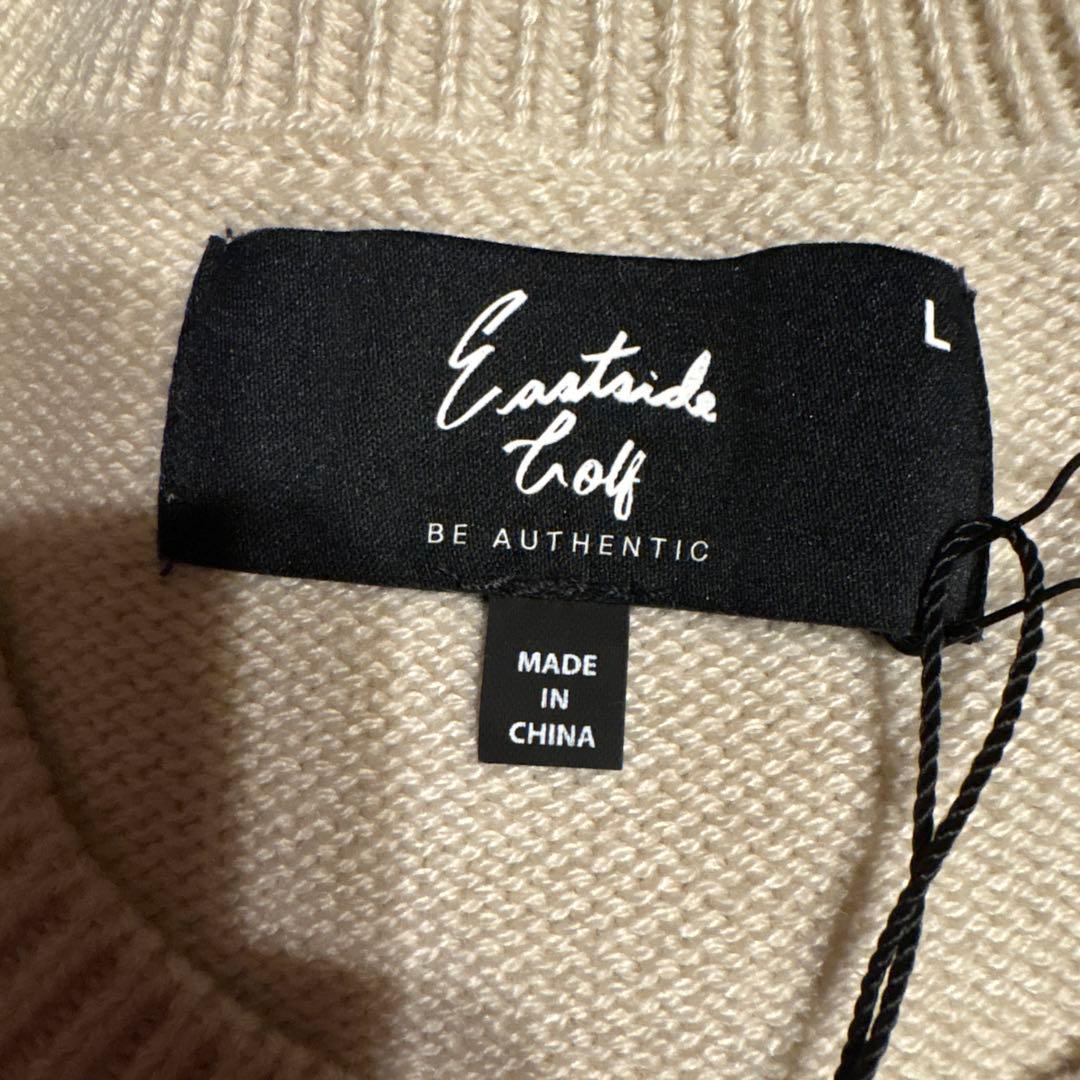 L
Eastside
Golf
BE AUTHENTIC
MADE
IN
CHINA